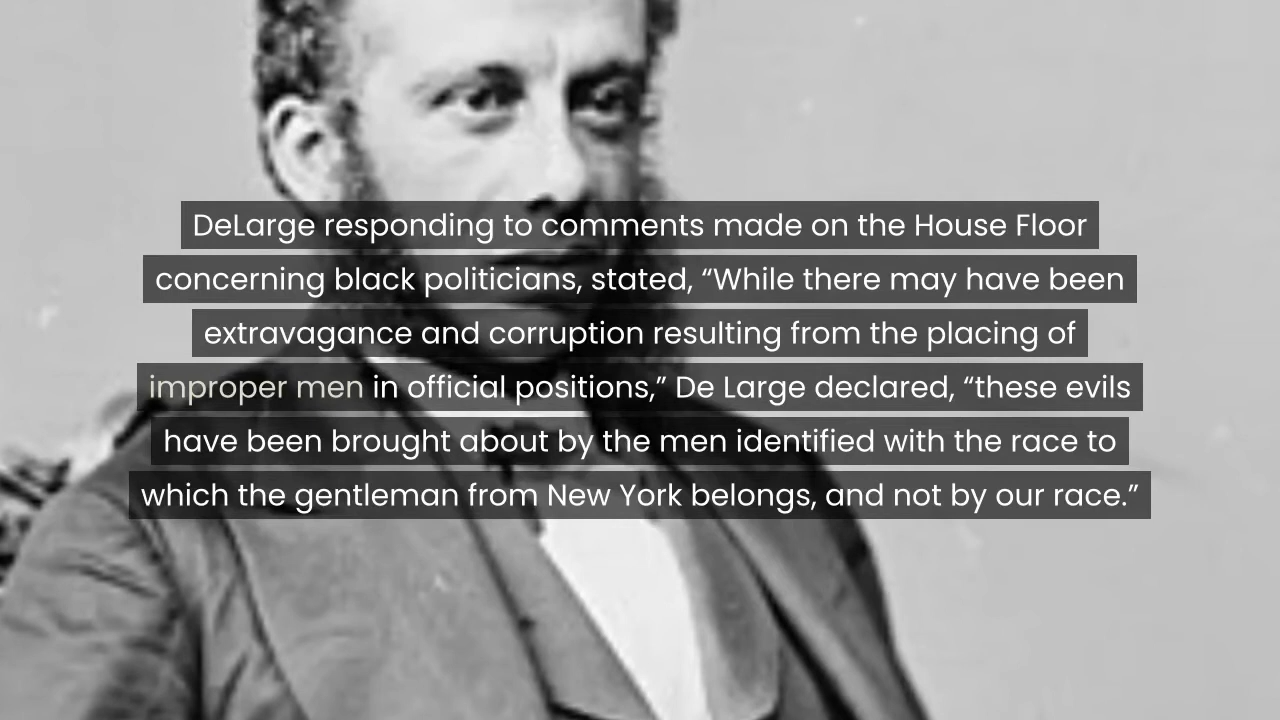 DeLarge responding to comments made on the House Floor
concerning black politicians, stated, “While there may have been
extravagance and corruption resulting from the placing of
improper men in official positions,” De Large declared, “these evils
have been brought about by the men identified with the race to
which the gentleman from New York belongs, and not by our race.”